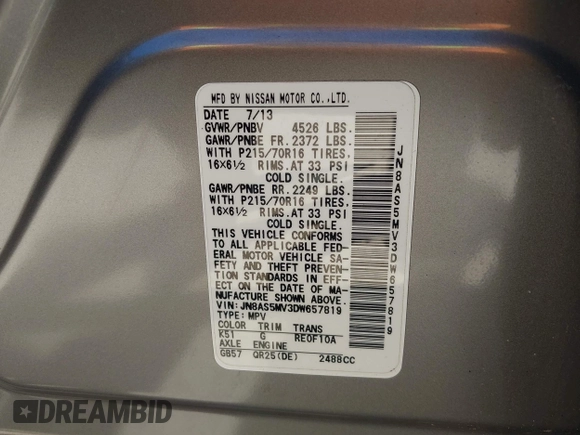 MFD BY NISSAN MOTOR CO.,LTD.
DATE 7/13
GVWR/PNBV 4526 LBS.
GAWR/PNBE FR. 2372 LBS.
WITH P215/70R16 TIRES.
16X6½ RIMS.AT 33 PSI
COLD SINGLE.
GAWR/PNBE RR. 2249 LBS.
WITH P215/70R16 TIRES.
16X6½ RIMS.AT 33 PSI
COLD SINGLE.
THIS VEHICLE CONFORMS
TO ALL APPLICABLE FED-
ERAL MOTOR VEHICLE SA-
FETY AND THEFT PREVEN-
TION STANDARDS IN EFF-
ECT ON THE DATE OF MA-
NUFACTURE SHOWN ABOVE.
VIN: JN8AS5MV3DW657819
TYPE: MPV
COLOR TRIM TRANS
K51 G RE0F10A
AXLE ENGINE
GB57 QR25(DE) 2488CC
JN8AS5MV3DW657819
DREAMBID